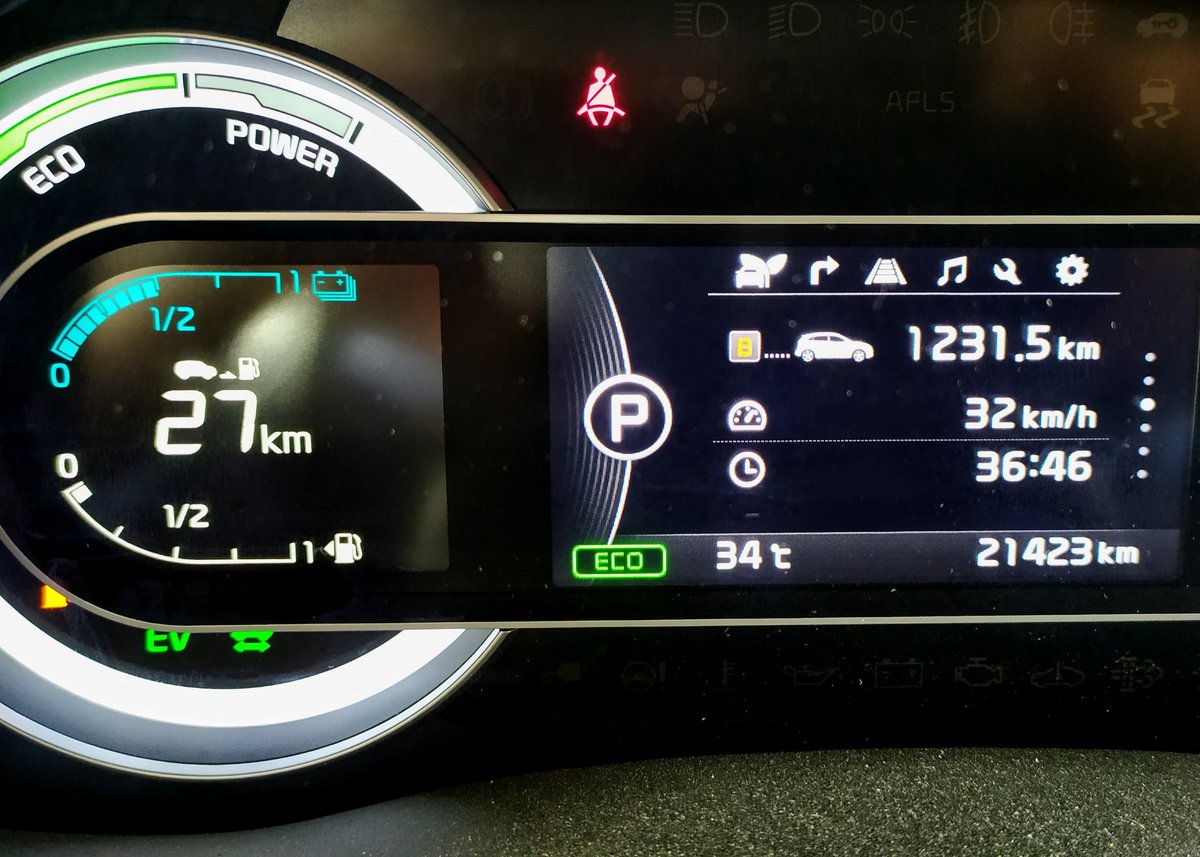 AFLS
ECO
POWER
1
1/2
0
27km
0
1/2
1
B
1231.5km
P
32km/h
36:46
ECO
34℃
21423km
EV